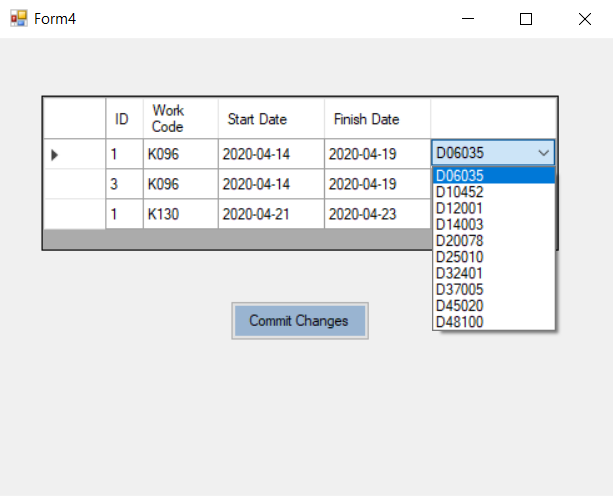 Form4
ID Work Code Start Date Finish Date
1 K096 2020-04-14 2020-04-19 D06035
3 K096 2020-04-14 2020-04-19
1 K130 2020-04-21 2020-04-23
D06035
D10452
D12001
D14003
D20078
D25010
D32401
D37005
D45020
D48100
Commit Changes